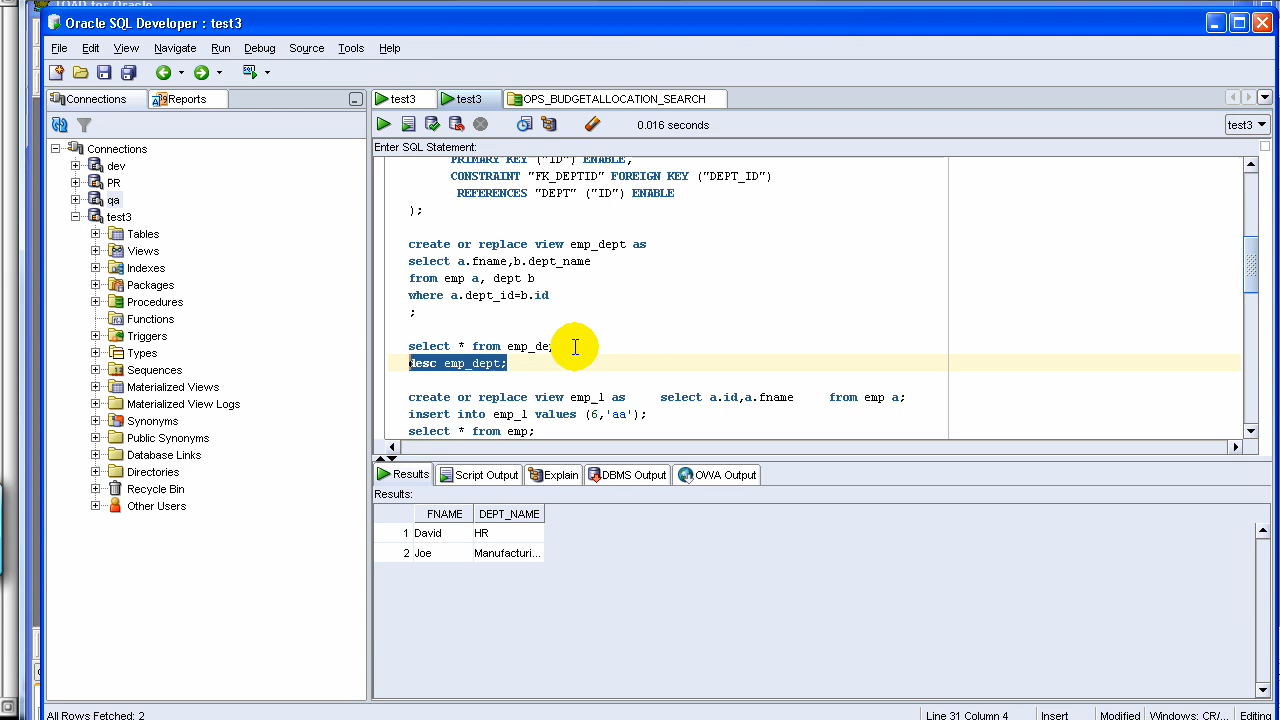 TOAD for Oracle
Oracle SQL Developer : test3
File Edit View Navigate Run Debug Source Tools Help
Connections Reports test3 test3 OPS_BUDGETALLOCATION_SEARCH
0.016 seconds test3
Enter SQL Statement:
Connections
dev
PR
qa
test3
Tables
Views
Indexes
Packages
Procedures
Functions
Triggers
Types
Sequences
Materialized Views
Materialized View Logs
Synonyms
Public Synonyms
Database Links
Directories
Recycle Bin
Other Users
PRIMARY KEY ("ID") ENABLE,
CONSTRAINT "FK_DEPTID" FOREIGN KEY ("DEPT_ID")
REFERENCES "DEPT" ("ID") ENABLE
);
create or replace view emp_dept as
select a.fname,b.dept_name
from emp a, dept b
where a.dept_id=b.id
;
select * from
desc emp_dept;
create or replace view emp_1 as select a.id,a.fname from emp a;
insert into emp_1 values (6,'aa');
select * from emp;
Results Script Output Explain DBMS Output OWA Output
Results:
FNAME DEPT_NAME
1 David HR
2 Joe Manufacturi...
All Rows Fetched: 2 Line 31 Column 4 Insert Modified Windows: CR/... Editing